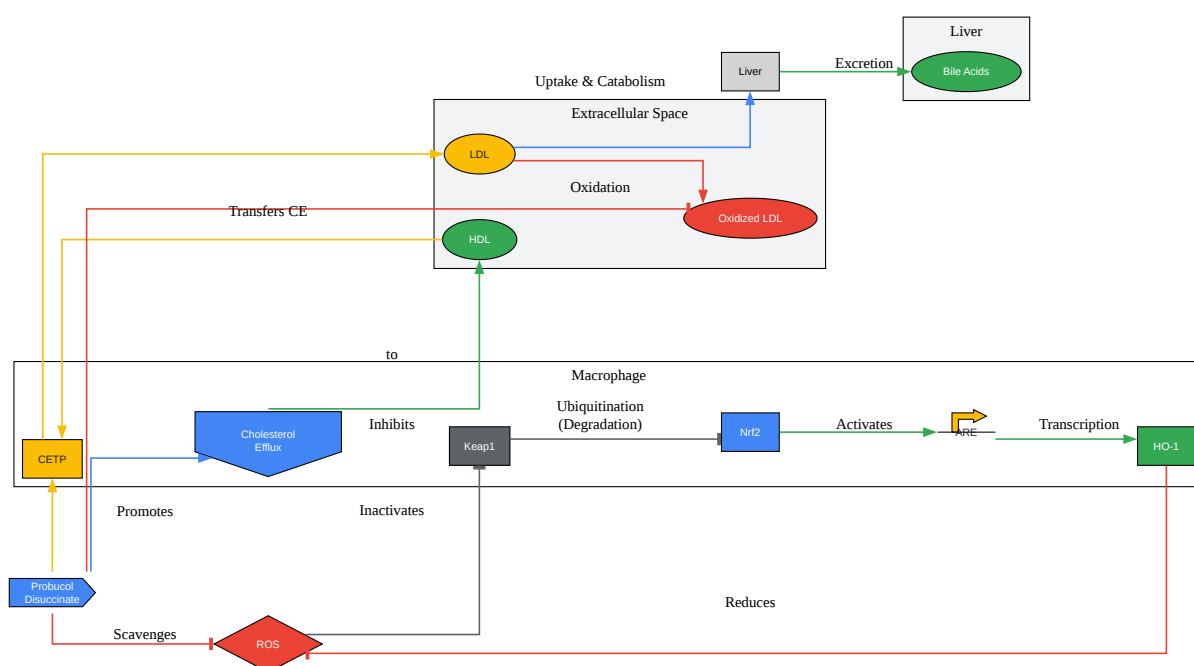 Liver
Liver
Excretion
Bile Acids
Uptake & Catabolism
Extracellular Space
LDL
Oxidation
Transfers CE
Oxidized LDL
HDL
to
Macrophage
Cholesterol
Efflux
Inhibits
Ubiquitination
(Degradation)
Keap1
Nrf2
Activates
ARE
Transcription
HO-1
CETP
Promotes
Inactivates
Probucol
Disuccinate
Reduces
Scavenges
ROS